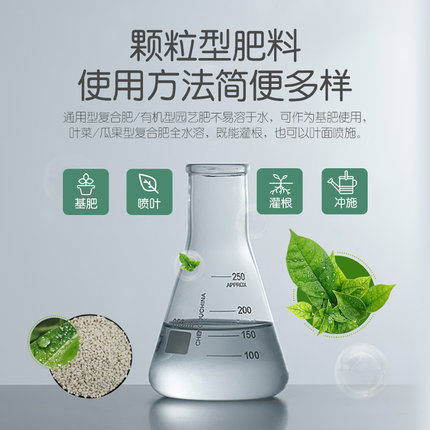 颗粒型肥料
使用方法简便多样
通用型复合肥/有机型园艺肥不易溶于水，可作为基肥使用，
叶菜/瓜果型复合肥全水溶，既能灌根，也可以叶面喷施。
基肥
喷叶
灌根
冲施
250
APPROX
200
150
100